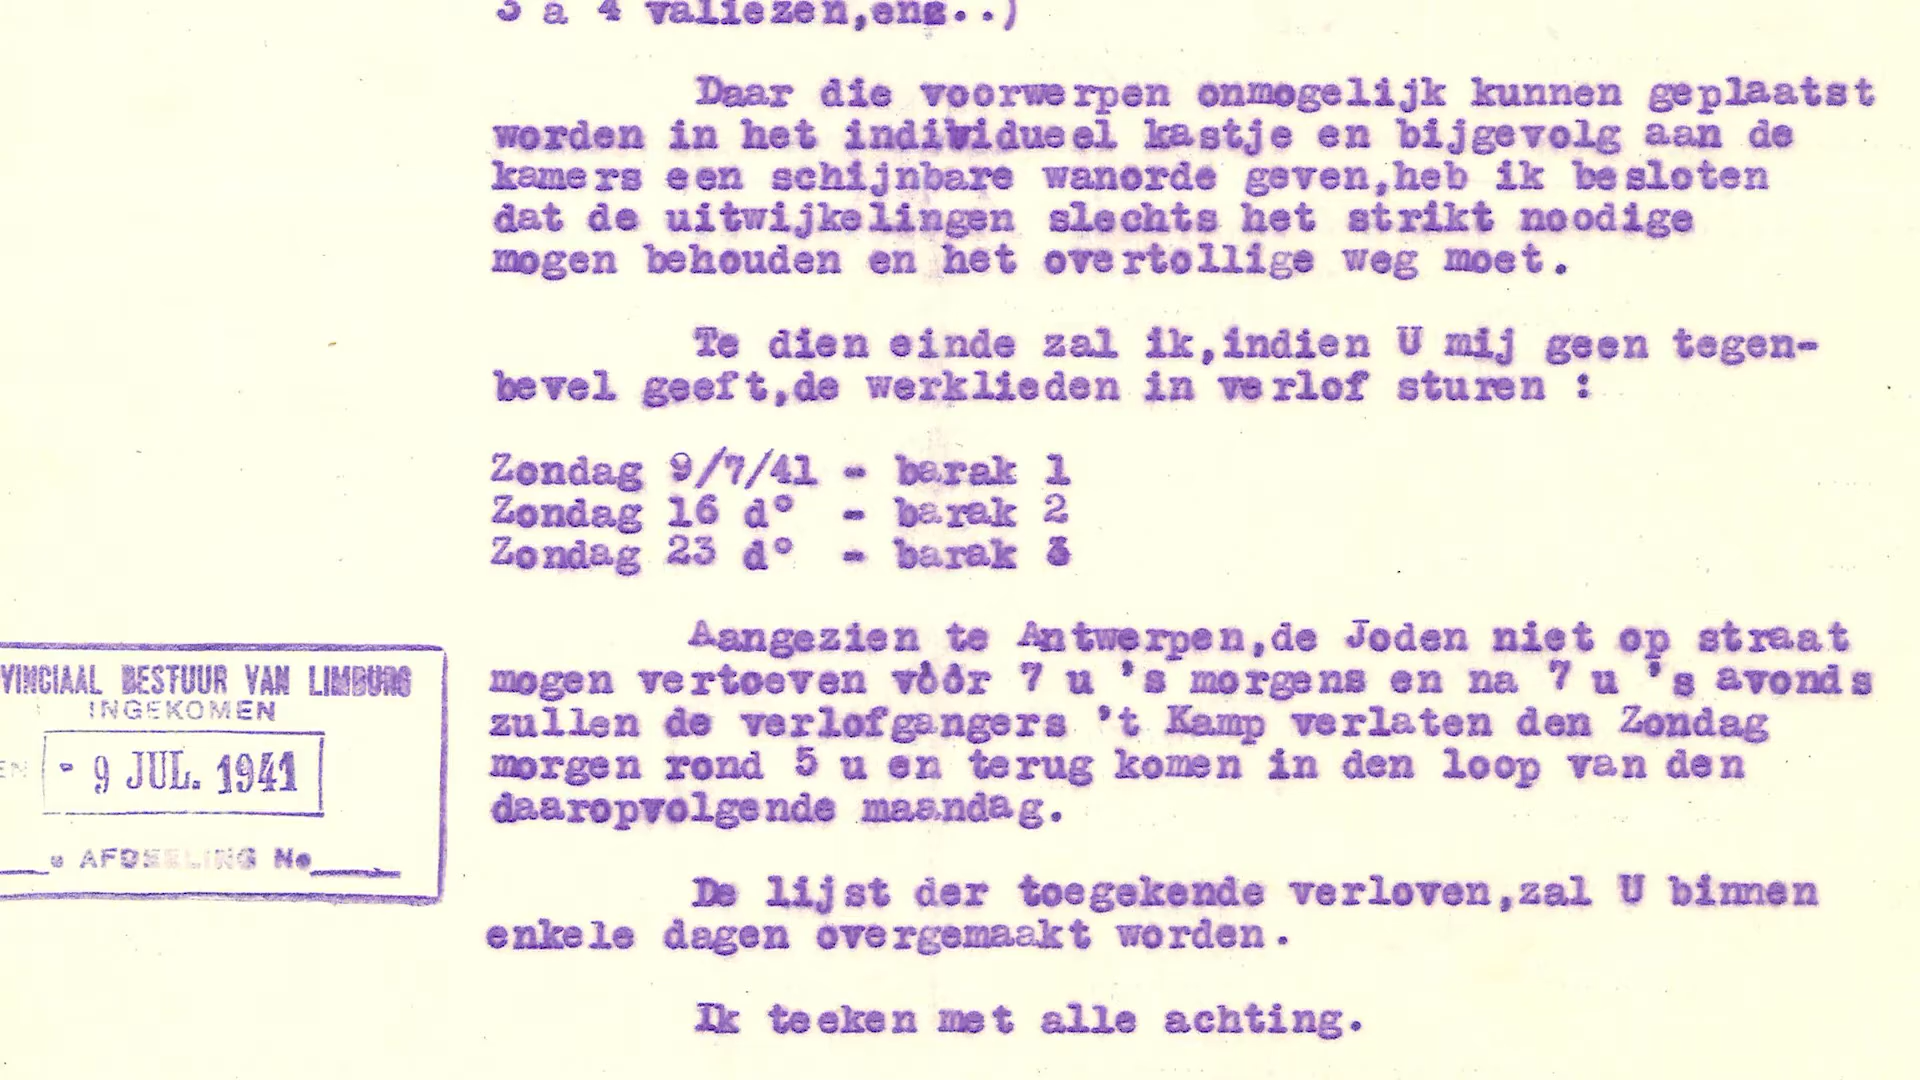 3 a 4 valiezen,enz..)
Daar die voorwerpen onmogelijk kunnen geplaatst
worden in het individueel kastje en bijgevolg aan de
kamers een schijnbare wanorde geven,heb ik besloten
dat de uitwijkelingen slechts het strikt noodige
mogen behouden en het overtollige weg moet.
Te dien einde zal ik,indien U mij geen tegen-
bevel geeft,de werklieden in verlof sturen :
Zondag 9/7/41 - barak 1
Zondag 16 d° - barak 2
Zondag 23 d° - barak 3
Aangezien te Antwerpen,de Joden niet op straat
mogen vertoeven vòòr 7 u 's morgens en na 7 u 's avonds
zullen de verlofgangers 't Kamp verlaten den Zondag
morgen rond 5 u en terug komen in den loop van den
daaropvolgende maandag.
De lijst der toegekende verloven,zal U binnen
enkele dagen overgemaakt worden.
Ik teeken met alle achting.
VINCIAAL BESTUUR VAN LIMBURG
INGEKOMEN
EN - 9 JUL. 1941
e AFDEELING No